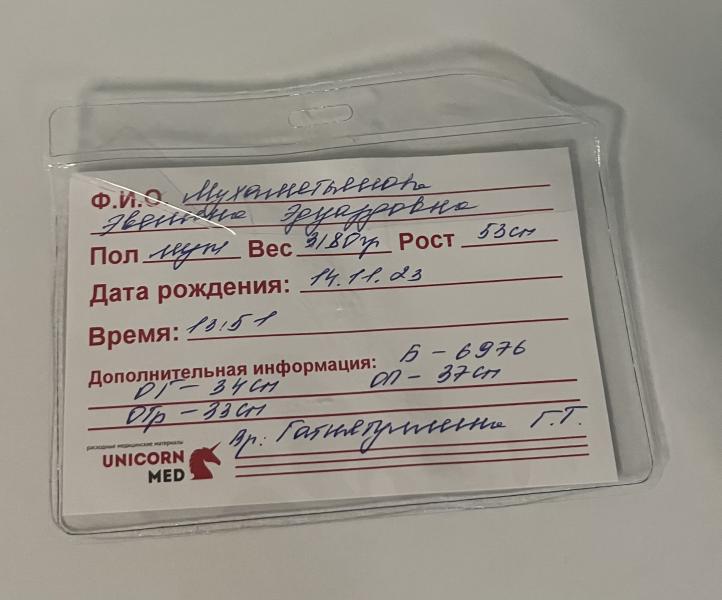 Ф.И.О Мухаметьянова
Эвелина Эдуардовна
Пол муж Вес 3180гр Рост 53см
Дата рождения: 14.11.23
Время: 13:51
Дополнительная информация: Б – 6976
ОГ – 34см ОП – 37см
ОГр – 33см
Вр: Г.Т.
расходные медицинские материалы
UNICORN
MED